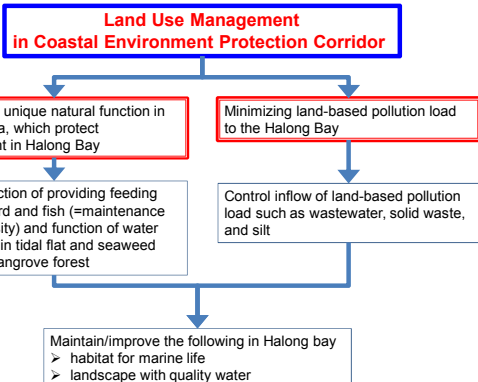 Land Use Management
in Coastal Environment Protection Corridor
unique natural function in
a, which protect
nt in Halong Bay
Minimizing land-based pollution load
to the Halong Bay
ction of providing feeding
rd and fish (=maintenance
sity) and function of water
in tidal flat and seaweed
angrove forest
Control inflow of land-based pollution
load such as wastewater, solid waste,
and silt
Maintain/improve the following in Halong bay
➢ habitat for marine life
➢ landscape with quality water